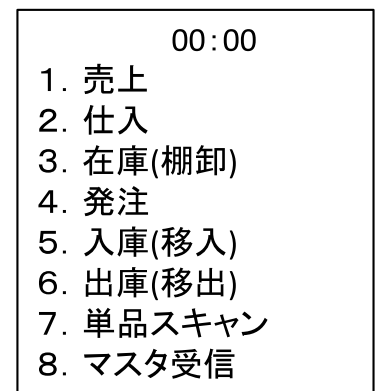 00:00
1. 売上
2. 仕入
3. 在庫(棚卸)
4. 発注
5. 入庫(移入)
6. 出庫(移出)
7. 単品スキャン
8. マスタ受信